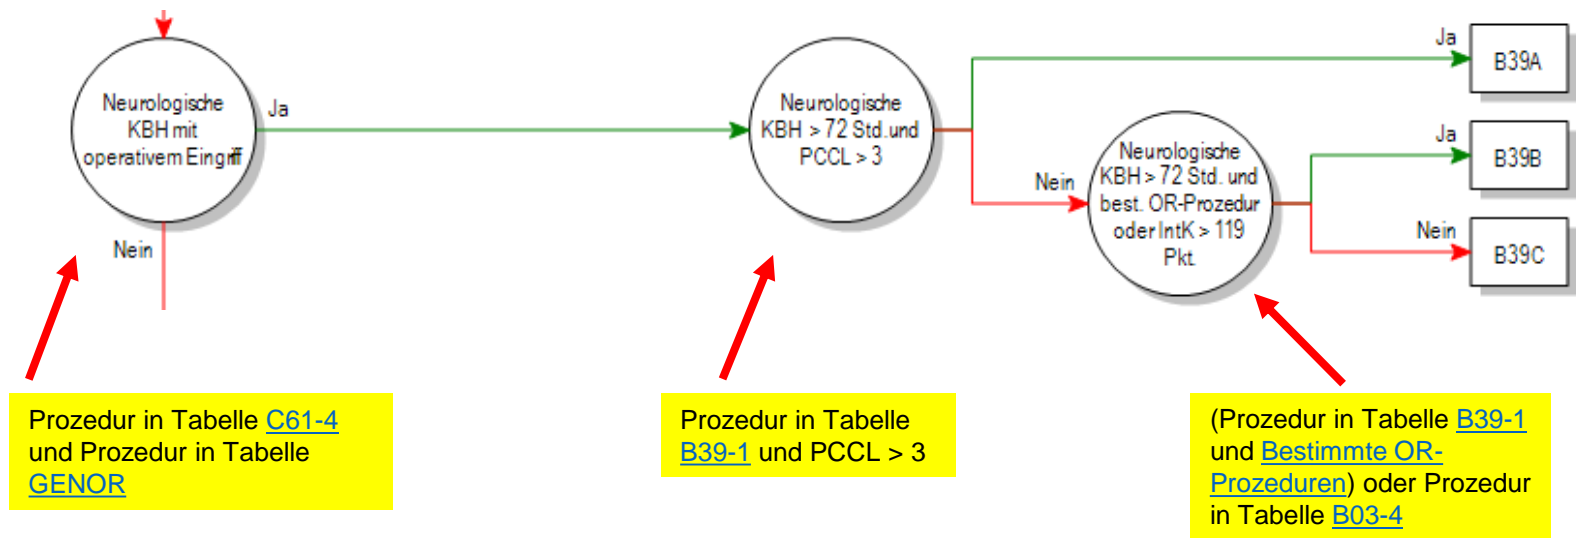 Neurologische
KBH mit
operativem Eingriff
Ja
Nein
Neurologische
KBH > 72 Std.und
PCCL > 3
Ja
B39A
Nein
Neurologische
KBH > 72 Std. und
best. OR-Prozedur
oder IntK > 119
Pkt.
Ja
B39B
Nein
B39C
Prozedur in Tabelle C61-4
und Prozedur in Tabelle
GENOR
Prozedur in Tabelle
B39-1 und PCCL > 3
(Prozedur in Tabelle B39-1
und Bestimmte OR-
Prozeduren) oder Prozedur
in Tabelle B03-4